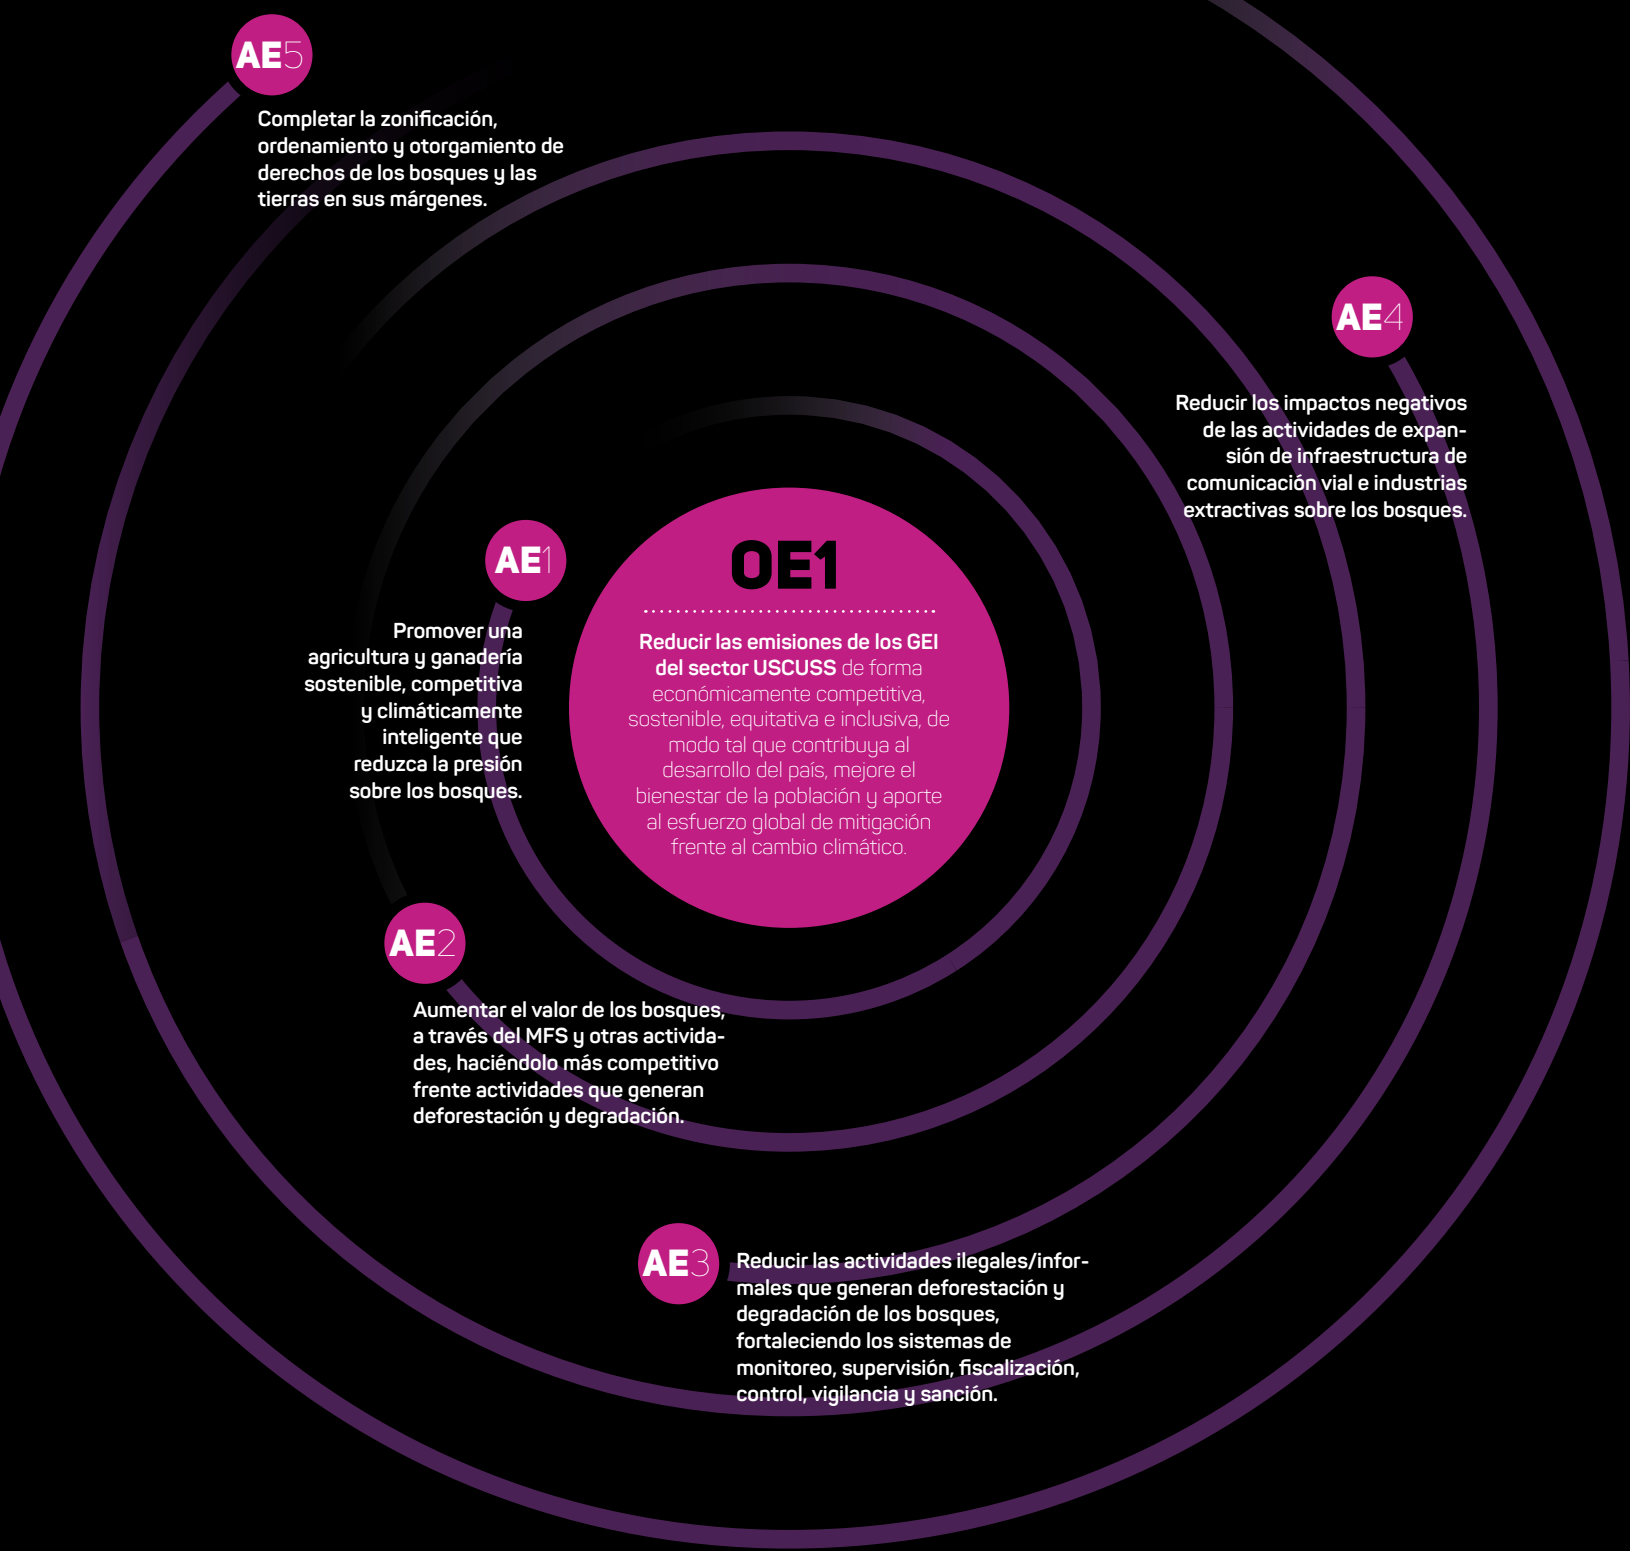 AE5
Completar la zonificación,
ordenamiento y otorgamiento de
derechos de los bosques y las
tierras en sus márgenes.
AE4
Reducir los impactos negativos
de las actividades de expan-
sión de infraestructura de
comunicación vial e industrias
extractivas sobre los bosques.
AE1
Promover una
agricultura y ganadería
sostenible, competitiva
y climáticamente
inteligente que
reduzca la presión
sobre los bosques.
OE1
Reducir las emisiones de los GEI
del sector USCUSS de forma
económicamente competitiva,
sostenible, equitativa e inclusiva, de
modo tal que contribuya al
desarrollo del país, mejore el
bienestar de la población y aporte
al esfuerzo global de mitigación
frente al cambio climático.
AE2
Aumentar el valor de los bosques,
a través del MFS y otras activida-
des, haciéndolo más competitivo
frente actividades que generan
deforestación y degradación.
AE3
Reducir las actividades ilegales/infor-
males que generan deforestación y
degradación de los bosques,
fortaleciendo los sistemas de
monitoreo, supervisión, fiscalización,
control, vigilancia y sanción.